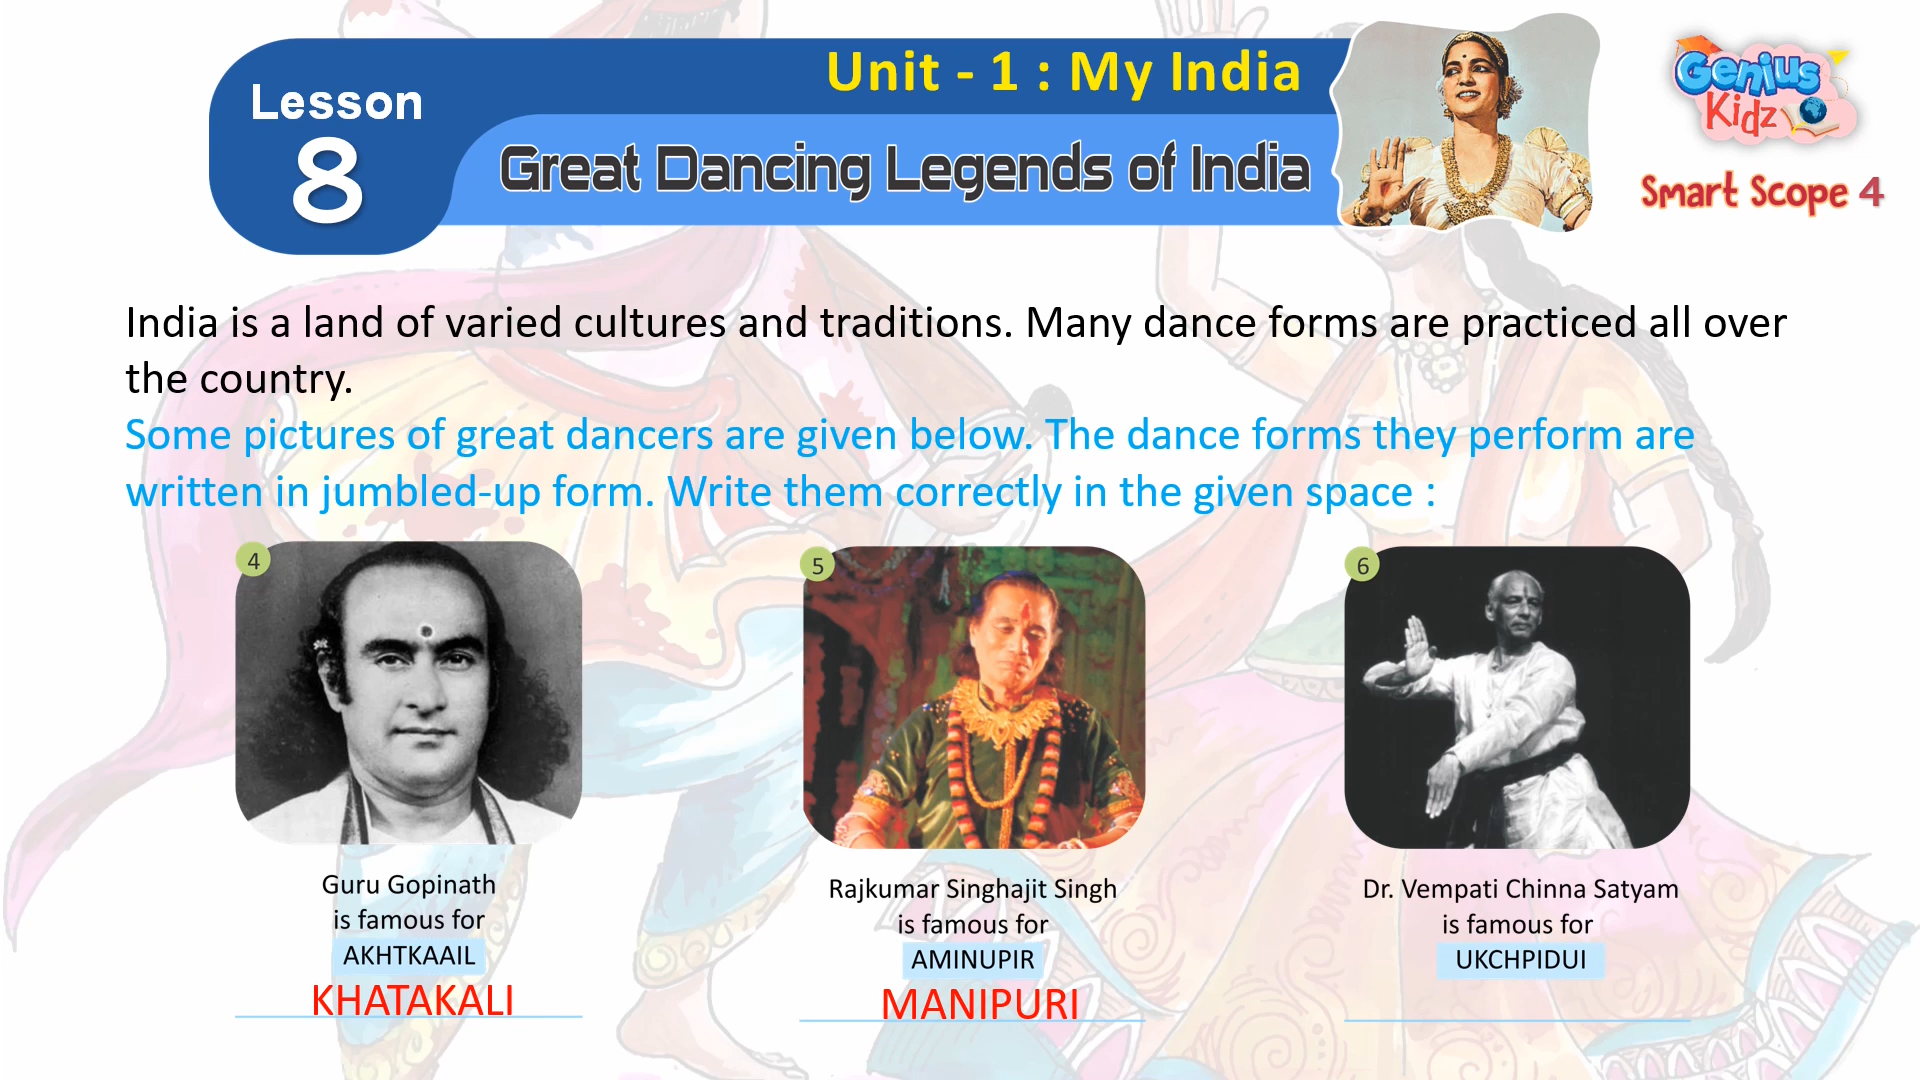 Lesson
8
Unit - 1 : My India
Great Dancing Legends of India
Genius
Kidz
Smart Scope 4
India is a land of varied cultures and traditions. Many dance forms are practiced all over
the country.
Some pictures of great dancers are given below. The dance forms they perform are
written in jumbled-up form. Write them correctly in the given space :
4
Guru Gopinath
is famous for
AKHTKAAIL
KHATAKALI
5
Rajkumar Singhajit Singh
is famous for
AMINUPIR
MANIPURI
6
Dr. Vempati Chinna Satyam
is famous for
UKCHPIDUI